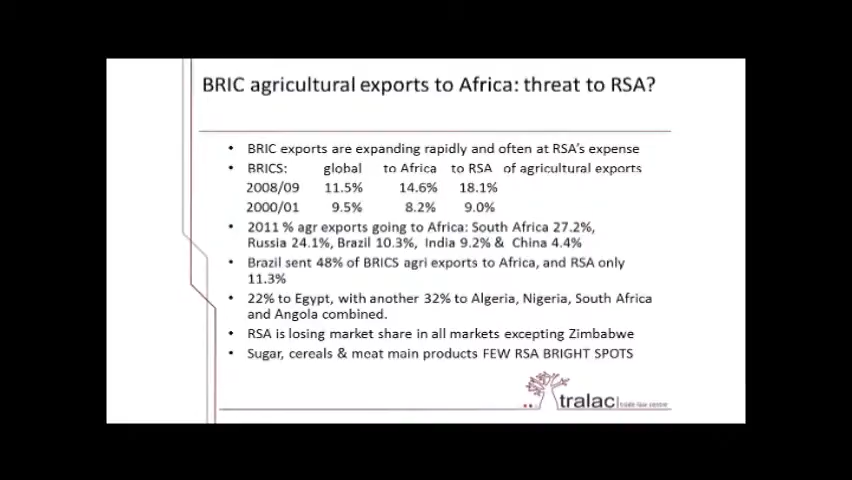 BRIC agricultural exports to Africa: threat to RSA?
• BRIC exports are expanding rapidly and often at RSA's expense
• BRICS: global to Africa to RSA of agricultural exports
2008/09 11.5% 14.6% 18.1%
2000/01 9.5% 8.2% 9.0%
• 2011 % agr exports going to Africa: South Africa 27.2%,
Russia 24.1%, Brazil 10.3%, India 9.2% & China 4.4%
• Brazil sent 48% of BRICS agri exports to Africa, and RSA only
11.3%
• 22% to Egypt, with another 32% to Algeria, Nigeria, South Africa
and Angola combined.
• RSA is losing market share in all markets excepting Zimbabwe
• Sugar, cereals & meat main products FEW RSA BRIGHT SPOTS
tralac trade law centre